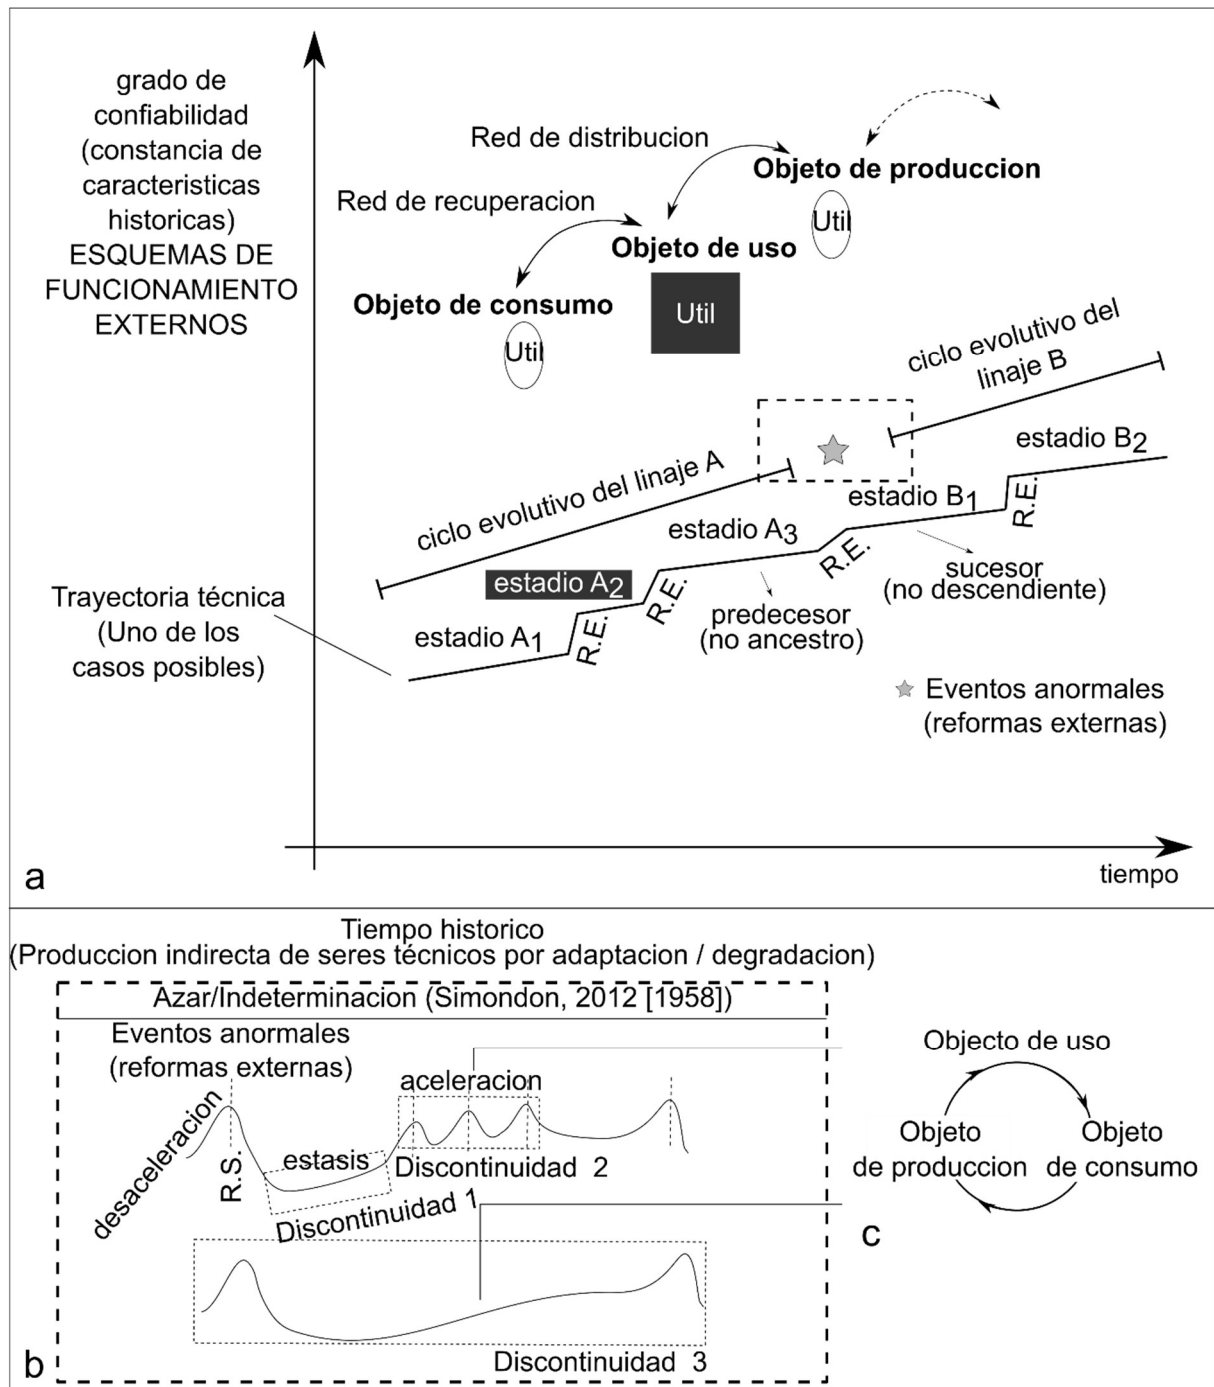 grado de
confiabilidad
(constancia de
caracteristicas
historicas)
ESQUEMAS DE
FUNCIONAMIENTO
EXTERNOS
Red de distribucion
Objeto de produccion
Util
Red de recuperacion
Objeto de uso
Util
Objeto de consumo
Util
ciclo evolutivo del
linaje B
ciclo evolutivo del linaje A
estadio B2
R.E.
estadio B1
R.E.
estadio A3
R.E.
estadio A2
R.E.
estadio A1
sucesor
(no descendiente)
predecesor
(no ancestro)
Trayectoria técnica
(Uno de los
casos posibles)
Eventos anormales
(reformas externas)
tiempo
a
Tiempo historico
(Produccion indirecta de seres técnicos por adaptacion / degradacion)
Azar/Indeterminacion (Simondon, 2012 [1958])
Eventos anormales
(reformas externas)
desaceleracion
R.S.
estasis
Discontinuidad 1
aceleracion
Discontinuidad 2
Discontinuidad 3
b
Objecto de uso
Objeto
de produccion
Objeto
de consumo
c